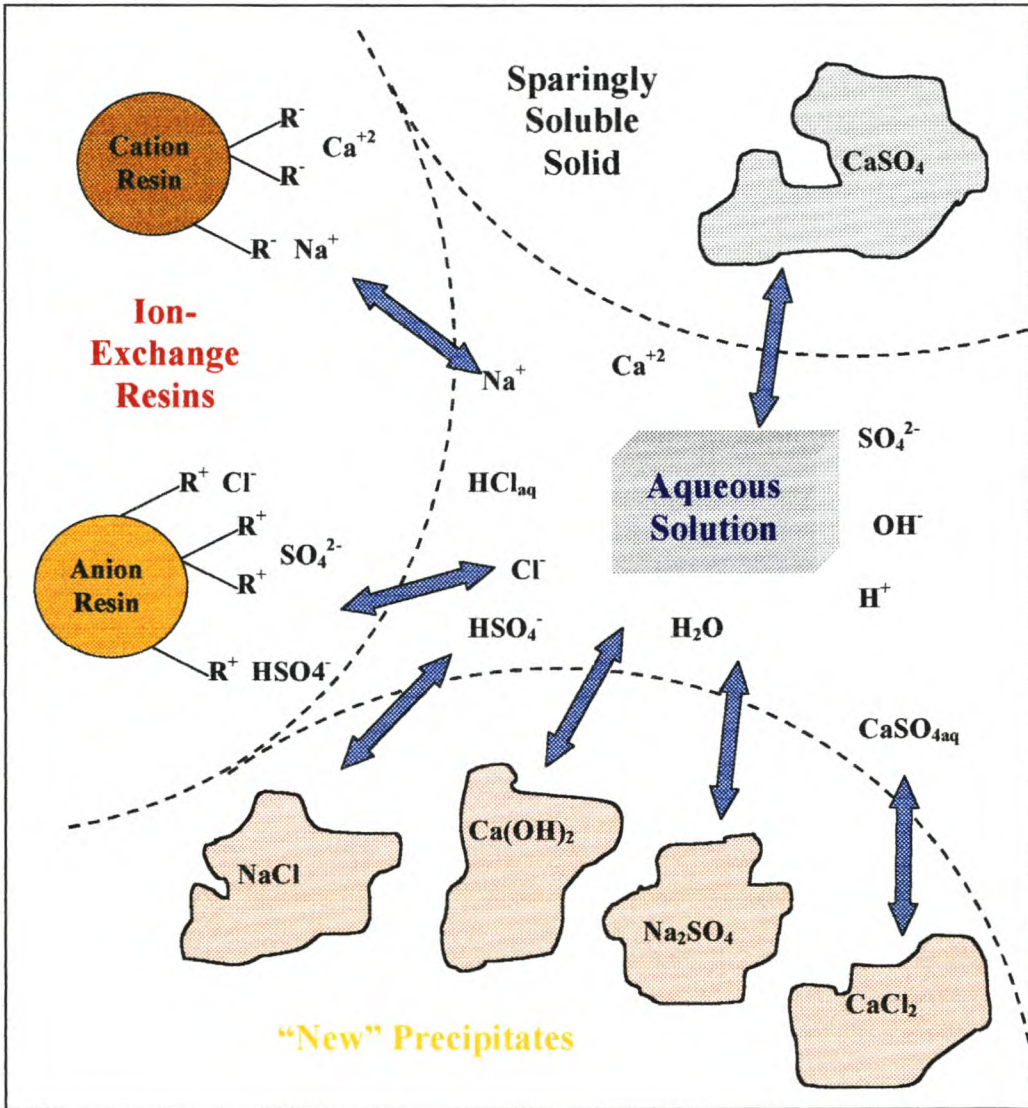 Sparingly
Soluble
Solid
CaSO₄
Cation
Resin
R⁻
R⁻
Ca⁺²
R⁻ Na⁺
Ion-
Exchange
Resins
Na⁺
Ca⁺²
SO₄²⁻
HClₐq
Aqueous
Solution
OH⁻
R⁺ Cl⁻
R⁺
SO₄²⁻
R⁺
Anion
Resin
Cl⁻
H⁺
HSO₄⁻
H₂O
R⁺ HSO4⁻
CaSO₄ₐq
NaCl
Ca(OH)₂
Na₂SO₄
CaCl₂
“New” Precipitates